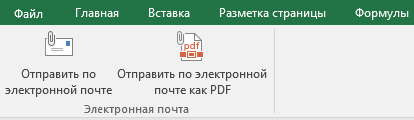 Файл Главная Вставка Разметка страницы Формулы
pdf
Отправить по Отправить по электронной
электронной почте почте как PDF
Электронная почта